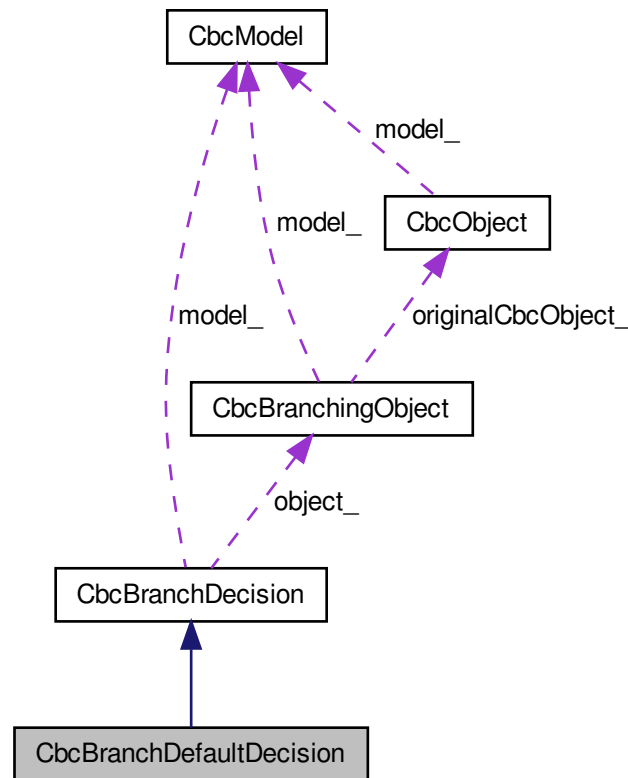 CbcModel
model_
CbcObject
model_
model_
originalCbcObject_
CbcBranchingObject
object_
CbcBranchDecision
CbcBranchDefaultDecision